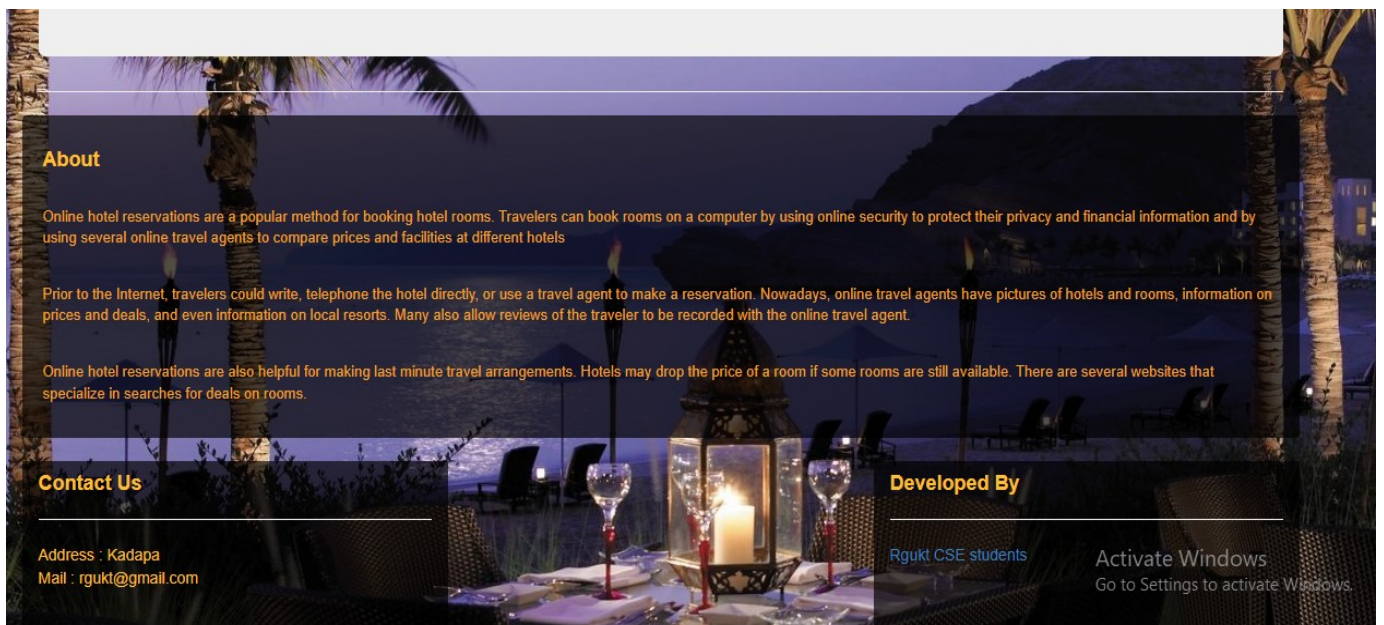 About
Online hotel reservations are a popular method for booking hotel rooms. Travelers can book rooms on a computer by using online security to protect their privacy and financial information and by
using several online travel agents to compare prices and facilities at different hotels
Prior to the Internet, travelers could write, telephone the hotel directly, or use a travel agent to make a reservation. Nowadays, online travel agents have pictures of hotels and rooms, information on
prices and deals, and even information on local resorts. Many also allow reviews of the traveler to be recorded with the online travel agent.
Online hotel reservations are also helpful for making last minute travel arrangements. Hotels may drop the price of a room if some rooms are still available. There are several websites that
specialize in searches for deals on rooms.
Contact Us
Address : Kadapa
Mail : rgukt@gmail.com
Developed By
Rgukt CSE students
Activate Windows
Go to Settings to activate Windows.